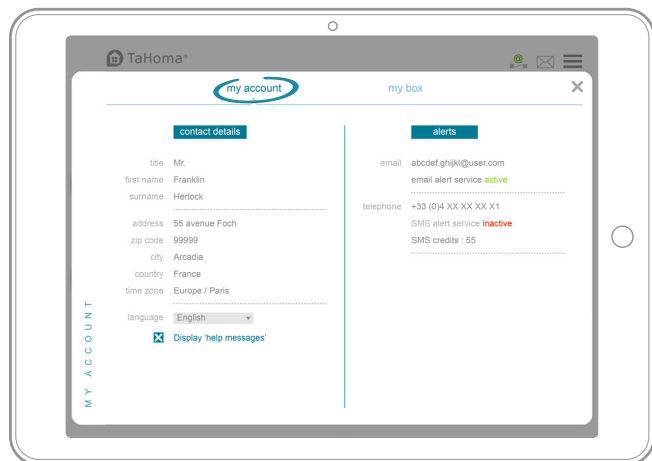 TaHoma®
@
my account
my box
contact details
title Mr.
first name Franklin
surname Herlock
address 55 avenue Foch
zip code 99999
city Arcadia
country France
time zone Europe / Paris
language English
Display 'help messages'
alerts
email abcdef.ghijkl@user.com
email alert service active
telephone +33 (0)4 XX XX XX X1
SMS alert service inactive
SMS credits : 55
MY ACCOUNT